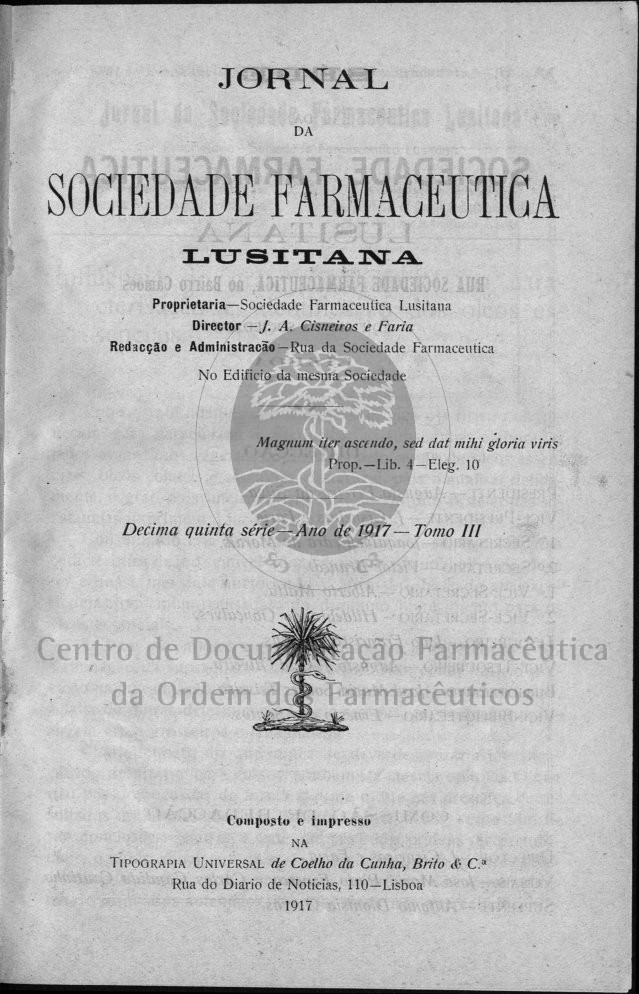 JORNAL
DA
SOCIEDADE FARMACEUTICA
LUSITANA
Proprietaria—Sociedade Farmaceutica Lusitana
Director—J. A. Cisneiros e Faria
Redacção e Administracão—Rua da Sociedade Farmaceutica
No Edificio da mesma Sociedade
Magnum iter ascendo, sed dat mihi gloria viris
Prop.—Lib. 4—Eleg. 10
Decima quinta série—Ano de 1917—Tomo III
Centro de Documentação Farmacêutica
da Ordem dos Farmacêuticos
Composto e impresso
NA
TIPOGRAPIA UNIVERSAL de Coelho da Cunha, Brito & C.ª
Rua do Diario de Noticias, 110—Lisboa
1917